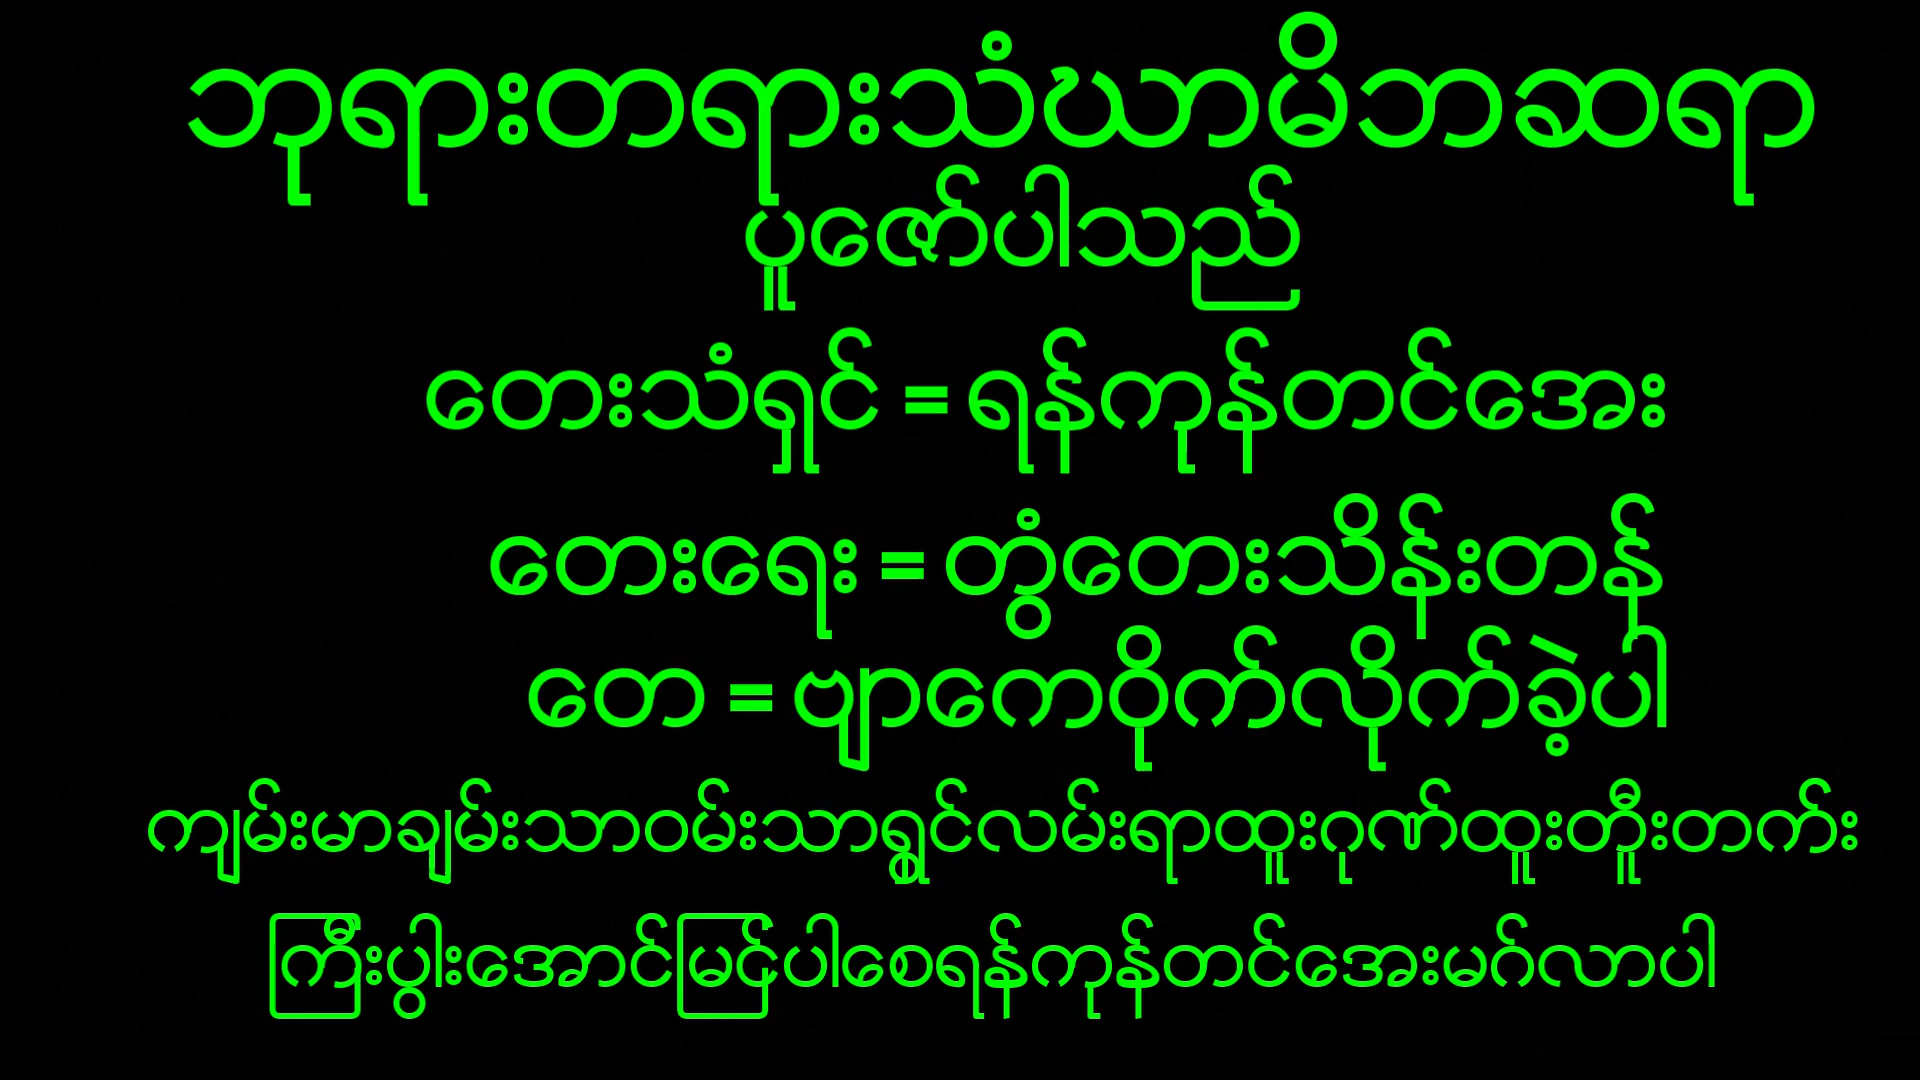 ဘုရားတရားသံဃာမိဘဆရာ
ပူဇော်ပါသည်
တေးသံရှင် = ရန်ကုန်တင်အေး
တေးရေး = တွံတေးသိန်းတန်
တေ = ဗျာကေဝိုက်လိုက်ခဲ့ပါ
ကျမ်းမာချမ်းသာဝမ်းသာရွှင်လမ်းရာထူးဂုဏ်ထူးတီူးတက်း
ကြီးပွါးအောင်မြင်ပါစေရန်ကုန်တင်အေးမဂ်လာပါ